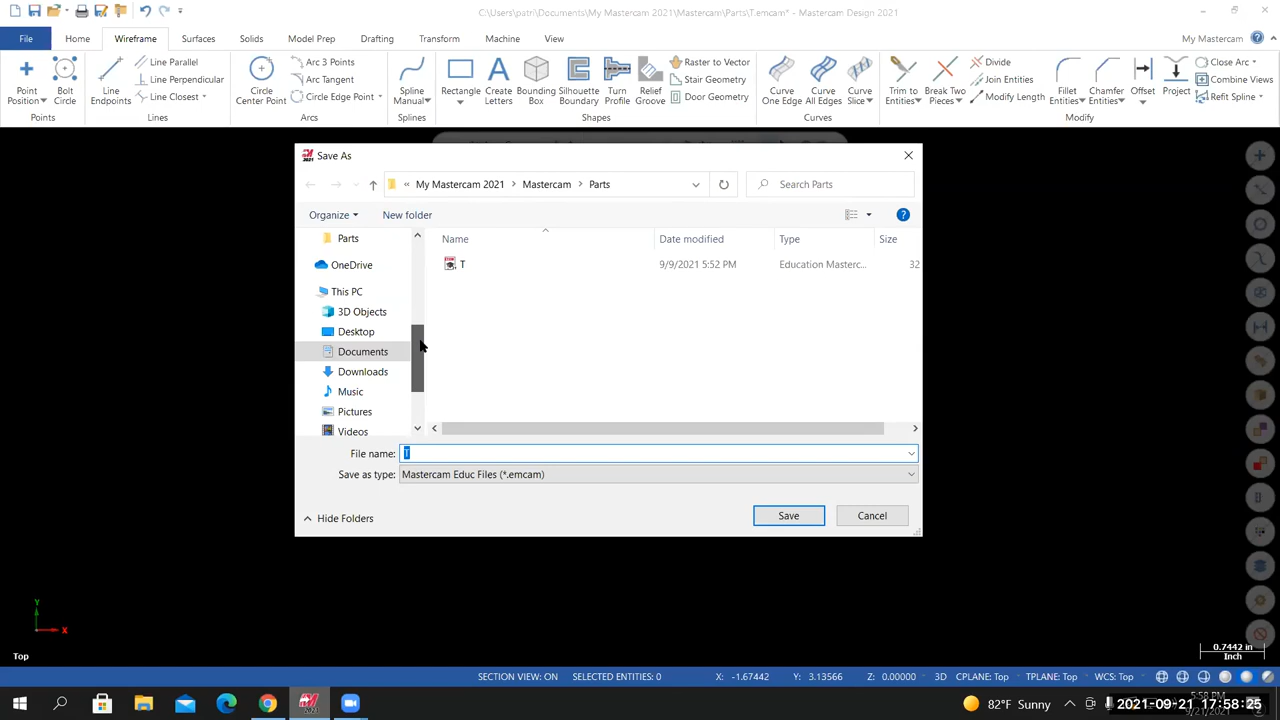 C:\Users\patri\Documents\My Mastercam 2021\Mastercam\Parts\T.emcam* - Mastercam Design 2021
File Home Wireframe Surfaces Solids Model Prep Drafting Transform Machine View My Mastercam
Point Position
Bolt Circle
Points
Line Endpoints
Line Parallel
Line Perpendicular
Line Closest
Lines
Circle Center Point
Arc 3 Points
Arc Tangent
Circle Edge Point
Arcs
Spline Manual
Splines
Rectangle
Create Letters
Bounding Box
Silhouette Boundary
Turn Profile
Relief Groove
Raster to Vector
Stair Geometry
Door Geometry
Shapes
Curve One Edge
Curve All Edges
Curve Slice
Curves
Trim to Entities
Break Two Pieces
Divide
Join Entities
Modify Length
Fillet Entities
Chamfer Entities
Offset
Project
Close Arc
Combine Views
Refit Spline
Modify
Save As
« My Mastercam 2021 > Mastercam > Parts
Search Parts
Organize New folder
Name Date modified Type Size
T 9/9/2021 5:52 PM Education Masterc... 32
Parts
OneDrive
This PC
3D Objects
Desktop
Documents
Downloads
Music
Pictures
Videos
File name: T
Save as type: Mastercam Educ Files (*.emcam)
Hide Folders Save Cancel
Y
X
Top
0.7442 in
Inch
SECTION VIEW: ON SELECTED ENTITIES: 0 X: -1.67442 Y: 3.13566 Z: 0.00000 3D CPLANE: Top TPLANE: Top WCS: Top
82°F Sunny
5:58 PM
2021-09-21 17:58:25
9/21/2021